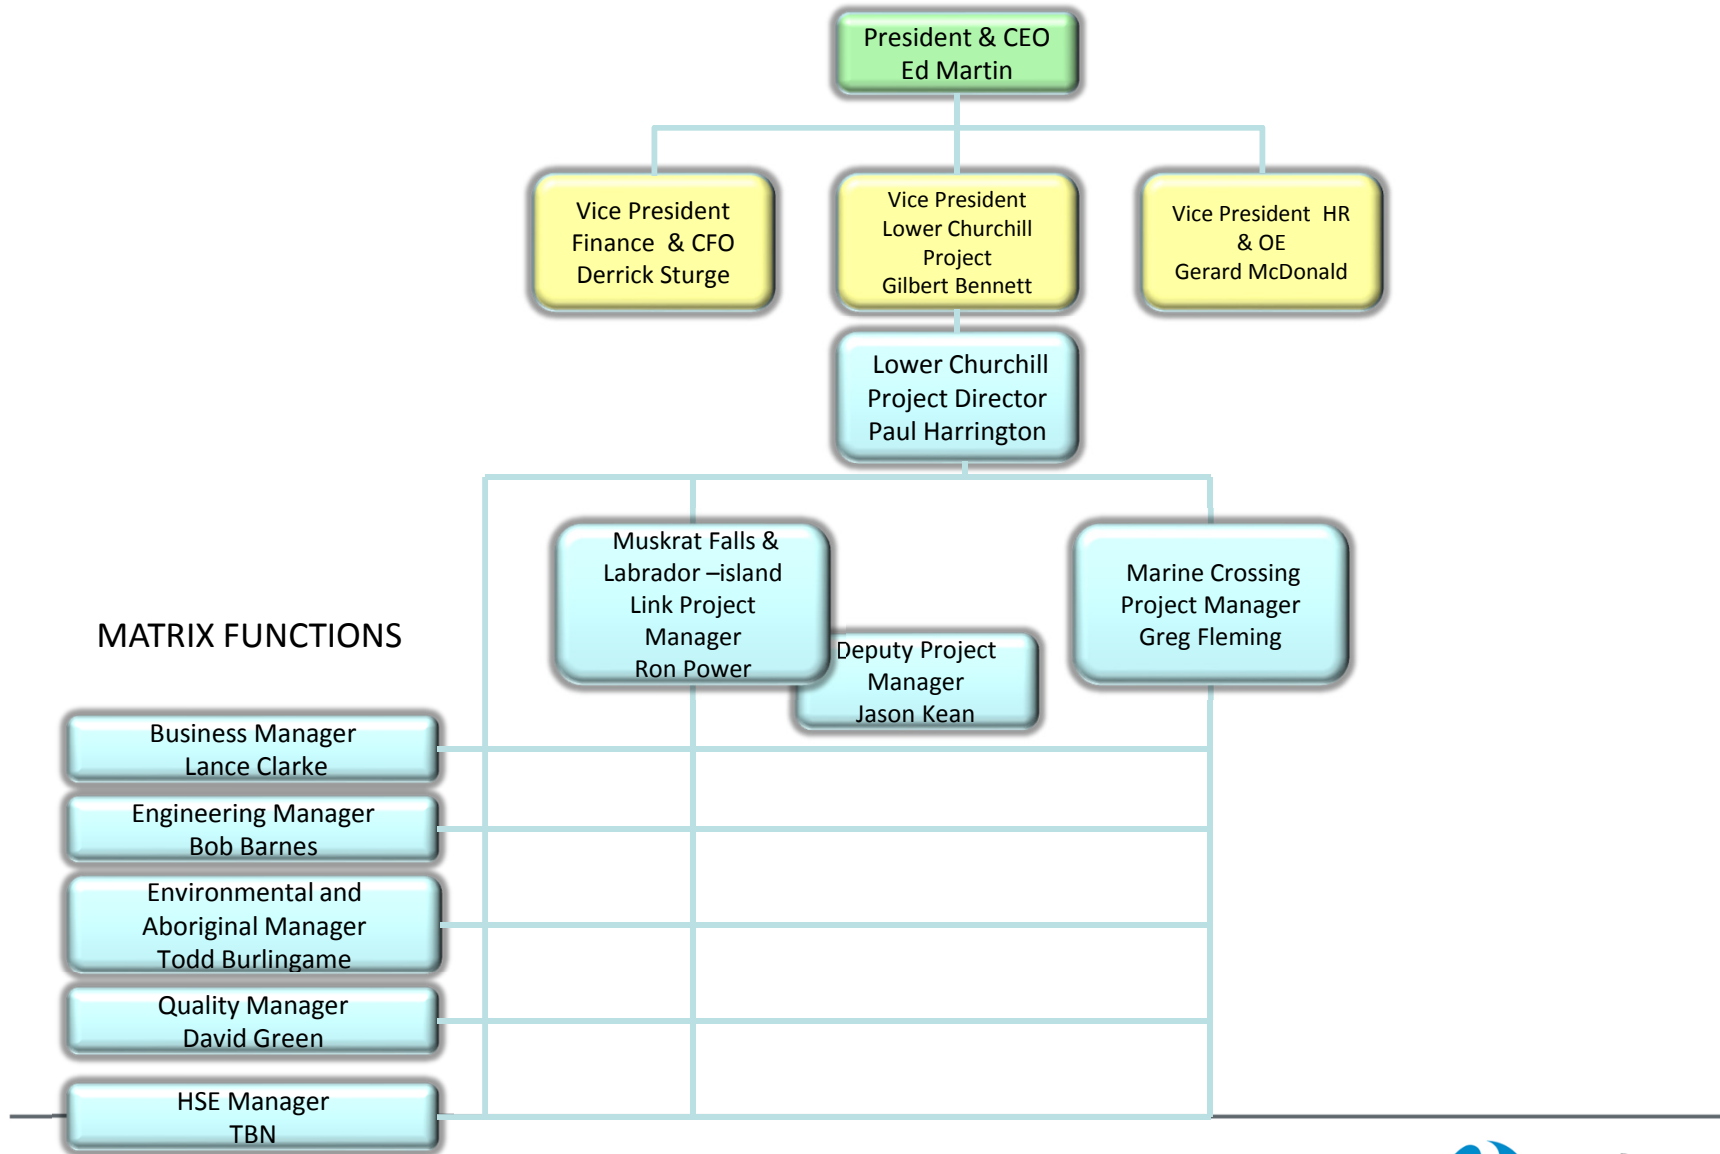 President & CEO
Ed Martin
Vice President
Finance & CFO
Derrick Sturge
Vice President
Lower Churchill
Project
Gilbert Bennett
Vice President HR
& OE
Gerard McDonald
Lower Churchill
Project Director
Paul Harrington
Muskrat Falls &
Labrador –island
Link Project
Manager
Ron Power
Deputy Project
Manager
Jason Kean
Marine Crossing
Project Manager
Greg Fleming
MATRIX FUNCTIONS
Business Manager
Lance Clarke
Engineering Manager
Bob Barnes
Environmental and
Aboriginal Manager
Todd Burlingame
Quality Manager
David Green
HSE Manager
TBN